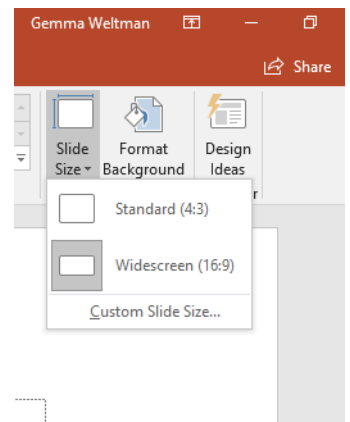 Gemma Weltman
Share
Slide Size
Format Background
Design Ideas
r
Standard (4:3)
Widescreen (16:9)
Custom Slide Size...